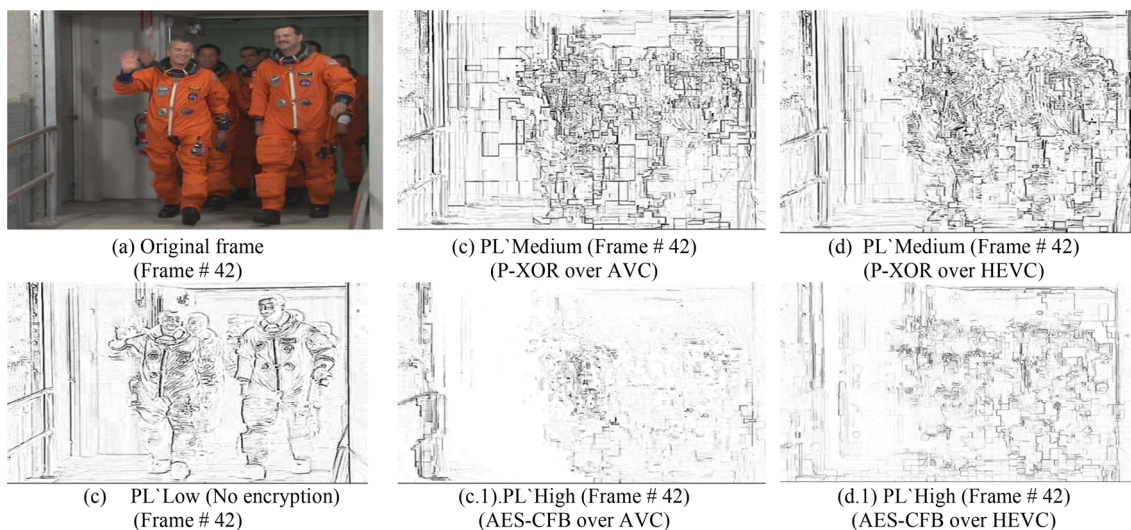 (a) Original frame
(Frame # 42)
(c) PL`Medium (Frame # 42)
(P-XOR over AVC)
(d) PL`Medium (Frame # 42)
(P-XOR over HEVC)
(c) PL`Low (No encryption)
(Frame # 42)
(c.1).PL`High (Frame # 42)
(AES-CFB over AVC)
(d.1) PL`High (Frame # 42)
(AES-CFB over HEVC)